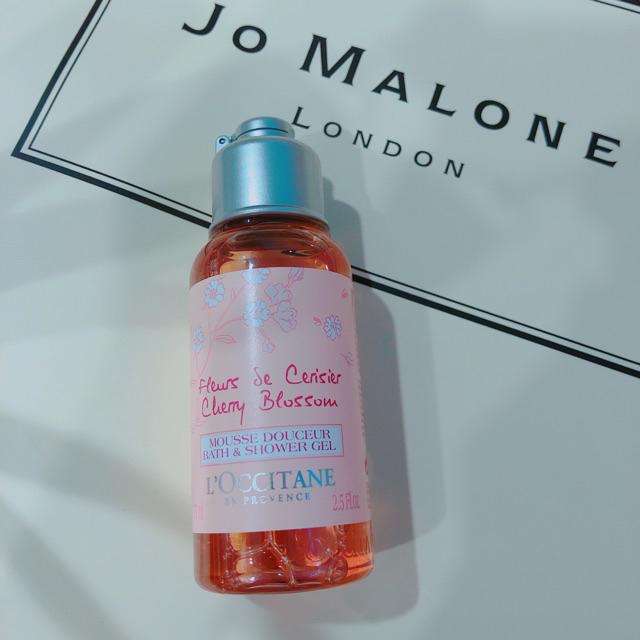 JO MALONE
LONDON
Fleurs de Cerisier
Cherry Blossom
MOUSSE DOUCEUR
BATH & SHOWER GEL
L'OCCITANE
EN PROVENCE
2.5 Fl.oz.